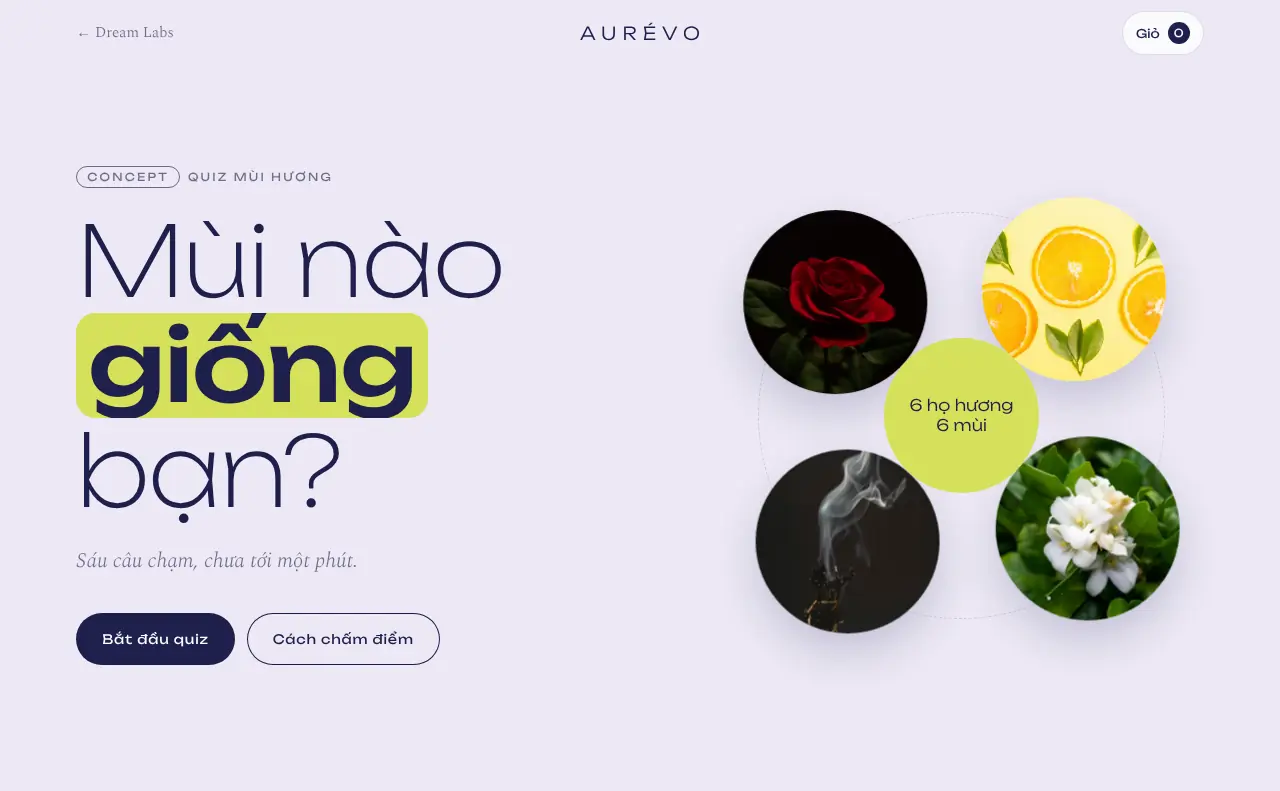 ← Dream Labs
AURÉVO
Giỏ 0
CONCEPT QUIZ MÙI HƯƠNG
Mùi nào
giống
bạn?
Sáu câu chạm, chưa tới một phút.
Bắt đầu quiz
Cách chấm điểm
6 họ hương
6 mùi